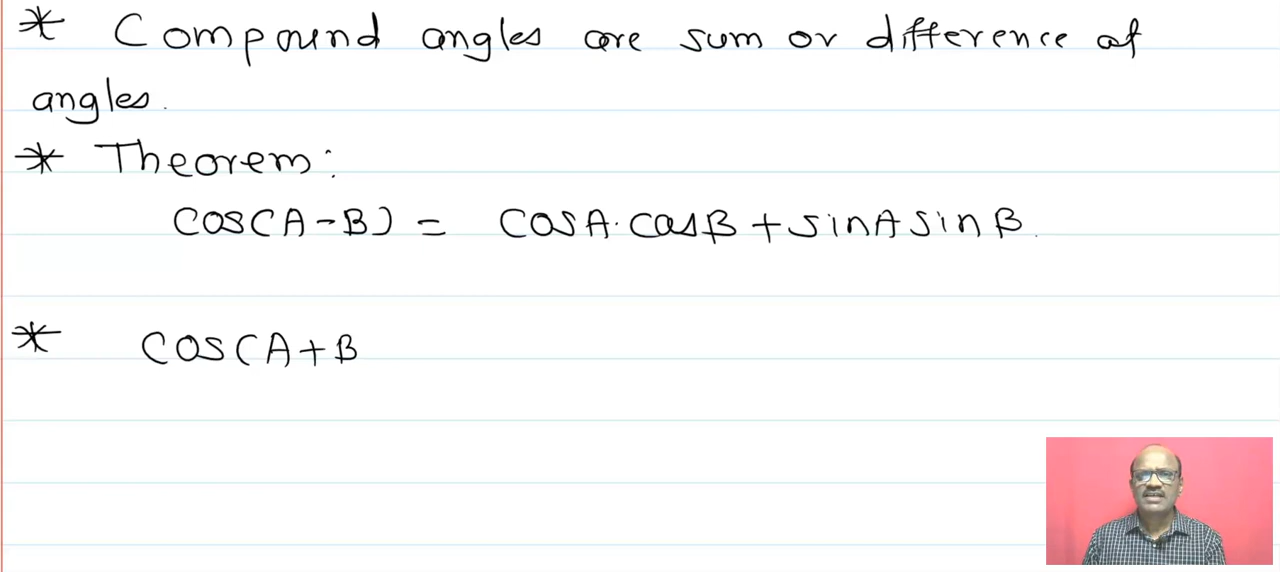 * Compound angles are sum or difference of
angles.
* Theorem:
cos(A-B) = cosA·cosB+sinA sinB.
* cos(A+B